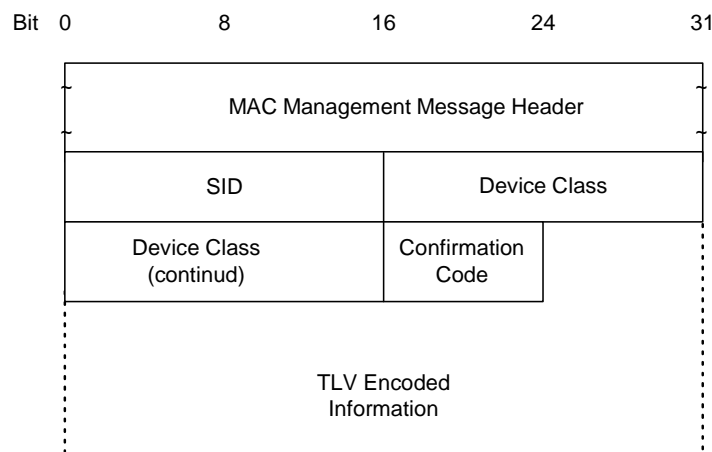 Bit 0 8 16 24 31
~ ~
MAC Management Message Header
~ ~
SID Device Class
Device Class Confirmation
(continud) Code
TLV Encoded
Information